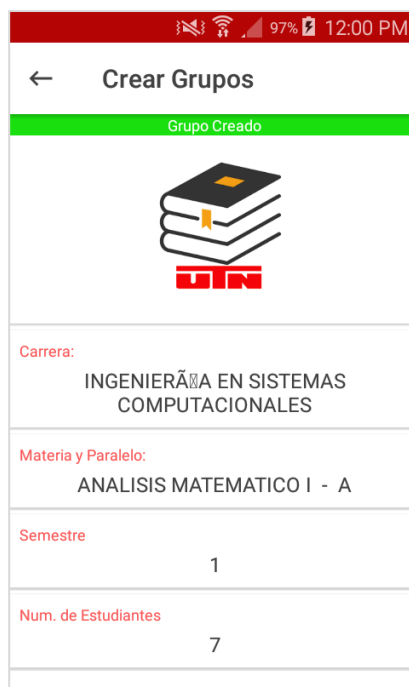 97% 12:00 PM
← Crear Grupos
Grupo Creado
UTN
Carrera:
INGENIERÃ�A EN SISTEMAS
COMPUTACIONALES
Materia y Paralelo:
ANALISIS MATEMATICO I - A
Semestre
1
Num. de Estudiantes
7